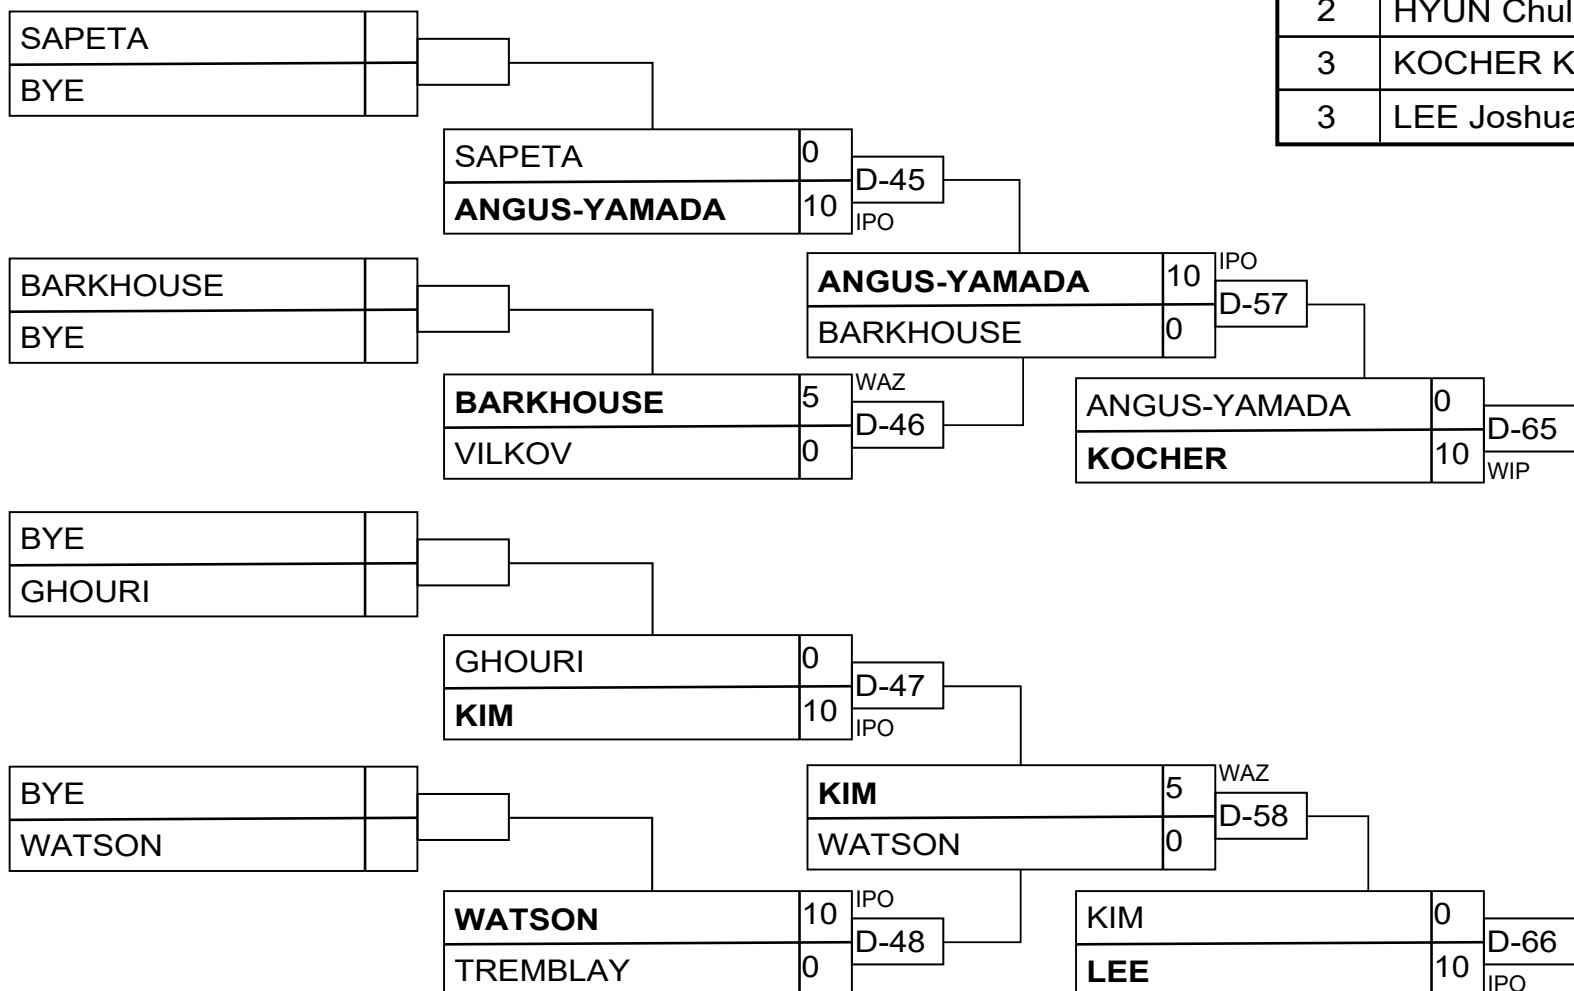 2 HYUN Chul
3 KOCHER K
3 LEE Joshua
SAPETA
BYE
SAPETA 0
D-45
ANGUS-YAMADA 10
IPO
BARKHOUSE
BYE
ANGUS-YAMADA 10 IPO
D-57
BARKHOUSE 0
BARKHOUSE 5 WAZ
D-46
VILKOV 0
ANGUS-YAMADA 0
D-65
KOCHER 10
WIP
BYE
GHOURI
GHOURI 0
D-47
KIM 10
IPO
BYE
WATSON
KIM 5 WAZ
D-58
WATSON 0
WATSON 10 IPO
D-48
TREMBLAY 0
KIM 0
D-66
LEE 10
IPO